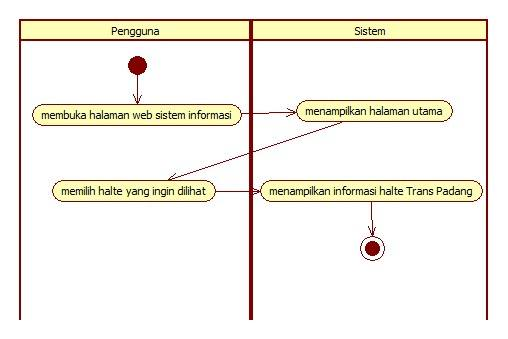 Pengguna
Sistem
membuka halaman web sistem informasi
menampilkan halaman utama
memilih halte yang ingin dilihat
menampilkan informasi halte Trans Padang